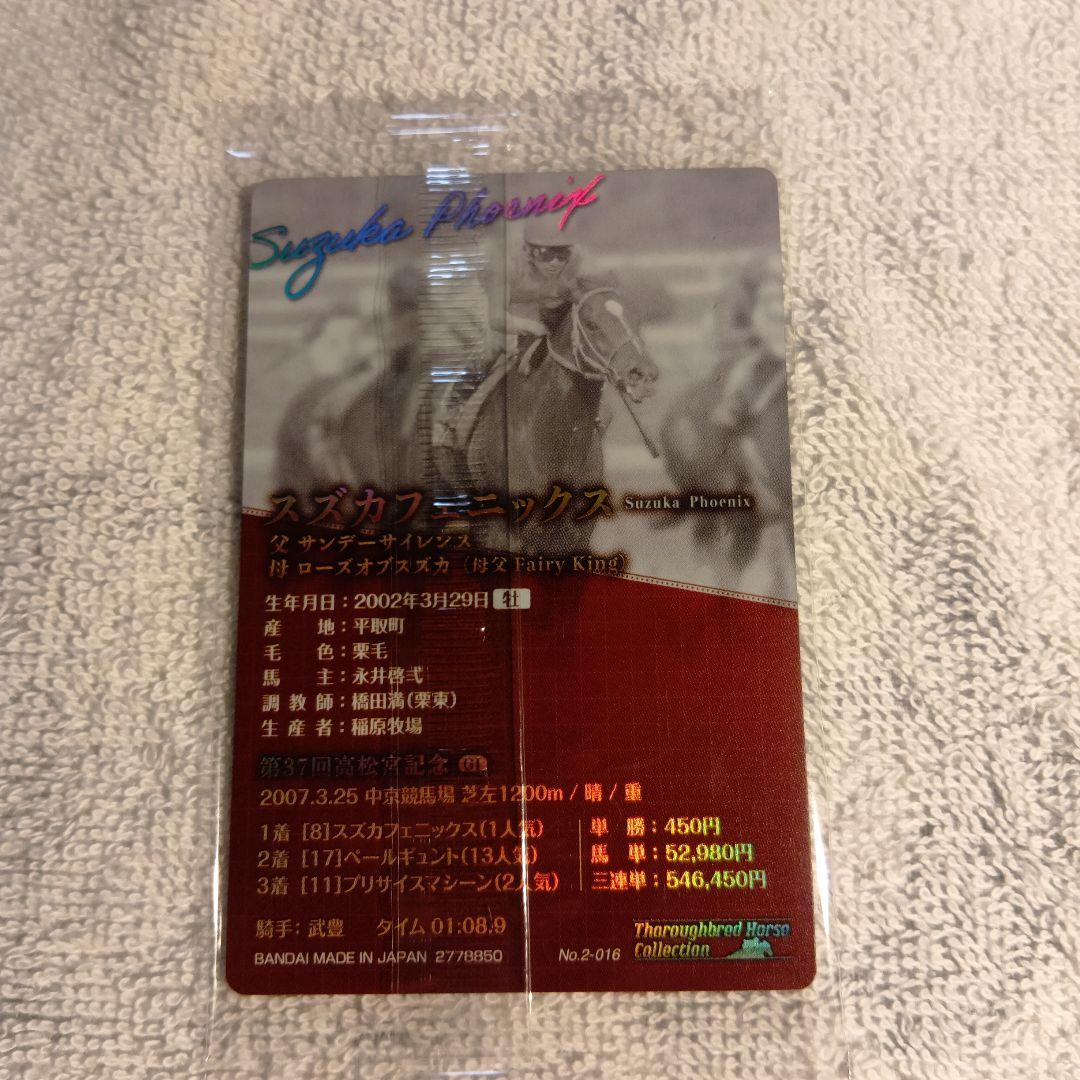 Suzuka Phoenix
スズカフェニックス Suzuka Phoenix
父 サンデーサイレンス
母 ローズオブスズカ（母父 Fairy King）
生年月日：2002年3月29日 牡
産地：平取町
毛色：栗毛
馬主：永井啓弍
調教師：橋田満（栗東）
生産者：稲原牧場
第37回高松宮記念 GI
2007.3.25 中京競馬場 芝左1200m / 晴 / 重
1着 [8]スズカフェニックス(1人気) 単勝：450円
2着 [17]ペールギュント(13人気) 馬単：52,980円
3着 [11]プリサイスマシーン(2人気) 三連単：546,450円
騎手：武豊 タイム 01:08.9
BANDAI MADE IN JAPAN 2778850 No.2-016
Thoroughbred Horse
Collection